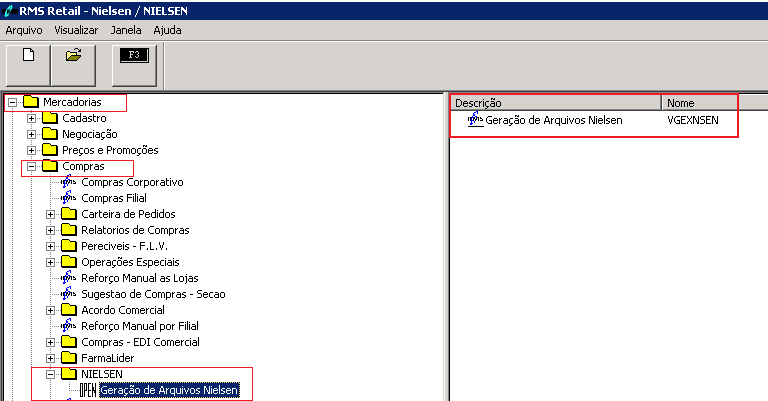 RMS Retail - Nielsen / NIELSEN
Arquivo Visualizar Janela Ajuda
F3
Mercadorias
Cadastro
Negociação
Preços e Promoções
Compras
Compras Corporativo
Compras Filial
Carteira de Pedidos
Relatorios de Compras
Pereciveis - F.L.V.
Operações Especiais
Reforço Manual as Lojas
Sugestao de Compras - Secao
Acordo Comercial
Reforço Manual por Filial
Compras - EDI Comercial
FarmaLider
NIELSEN
OPEN Geração de Arquivos Nielsen
Descrição Nome
Geração de Arquivos Nielsen VGEXNSEN